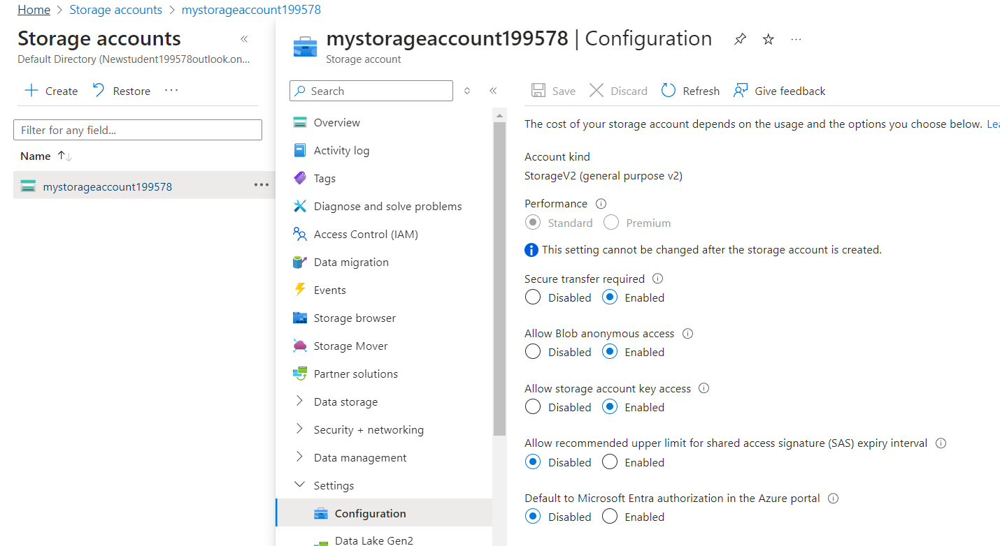 Home > Storage accounts > mystorageaccount199578
Storage accounts
Default Directory (Newstudent199578outlook.on...
Create Restore ...
Filter for any field...
Name
mystorageaccount199578 ...
mystorageaccount199578 | Configuration ...
Storage account
Search
Overview
Activity log
Tags
Diagnose and solve problems
Access Control (IAM)
Data migration
Events
Storage browser
Storage Mover
Partner solutions
Data storage
Security + networking
Data management
Settings
Configuration
Data Lake Gen2
Save Discard Refresh Give feedback
The cost of your storage account depends on the usage and the options you choose below. Lea
Account kind
StorageV2 (general purpose v2)
Performance
Standard Premium
This setting cannot be changed after the storage account is created.
Secure transfer required
Disabled Enabled
Allow Blob anonymous access
Disabled Enabled
Allow storage account key access
Disabled Enabled
Allow recommended upper limit for shared access signature (SAS) expiry interval
Disabled Enabled
Default to Microsoft Entra authorization in the Azure portal
Disabled Enabled